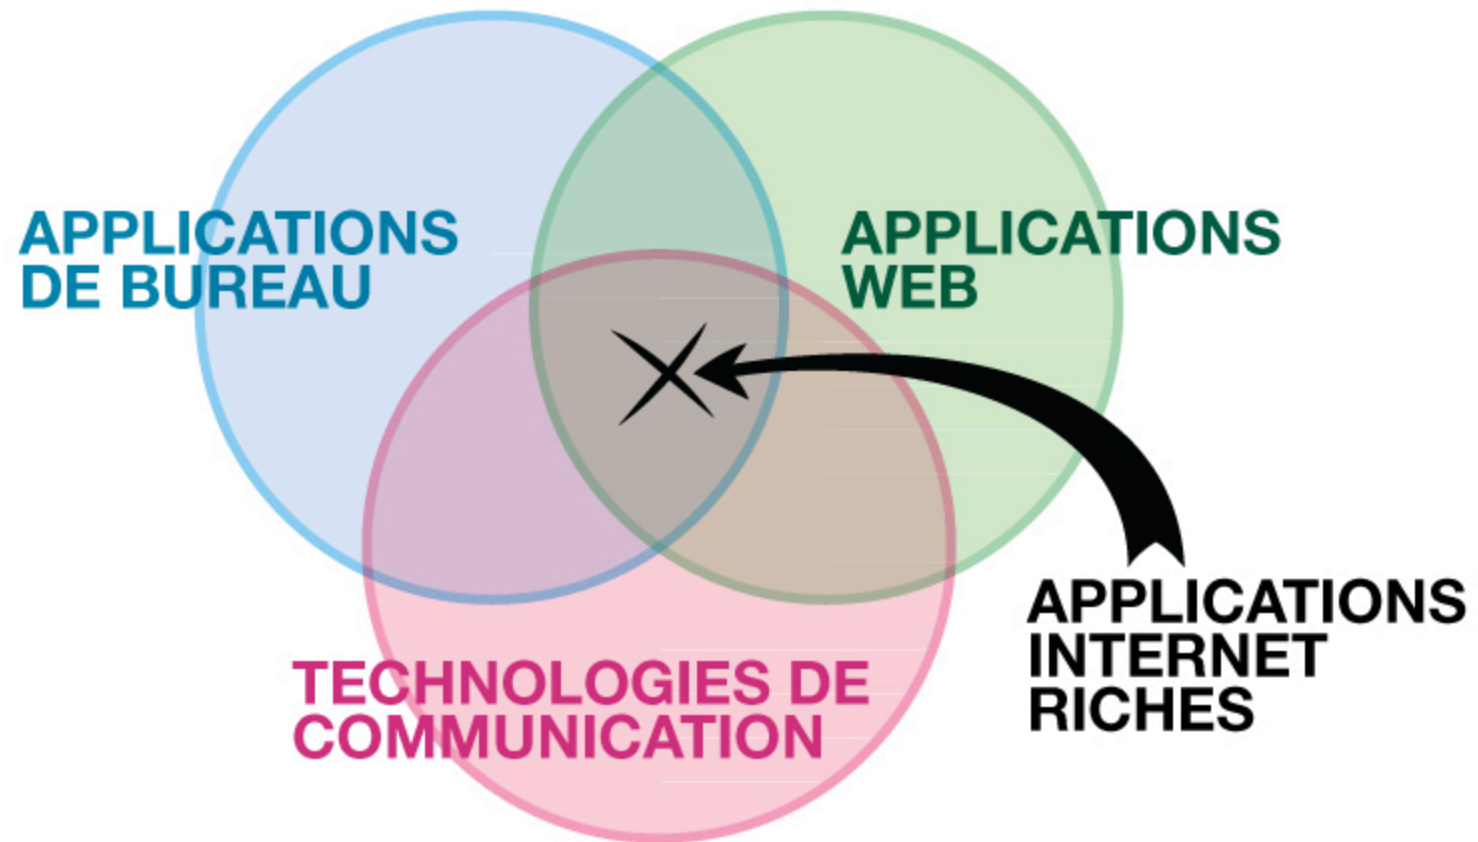 APPLICATIONS
DE BUREAU
APPLICATIONS
WEB
TECHNOLOGIES DE
COMMUNICATION
APPLICATIONS
INTERNET
RICHES